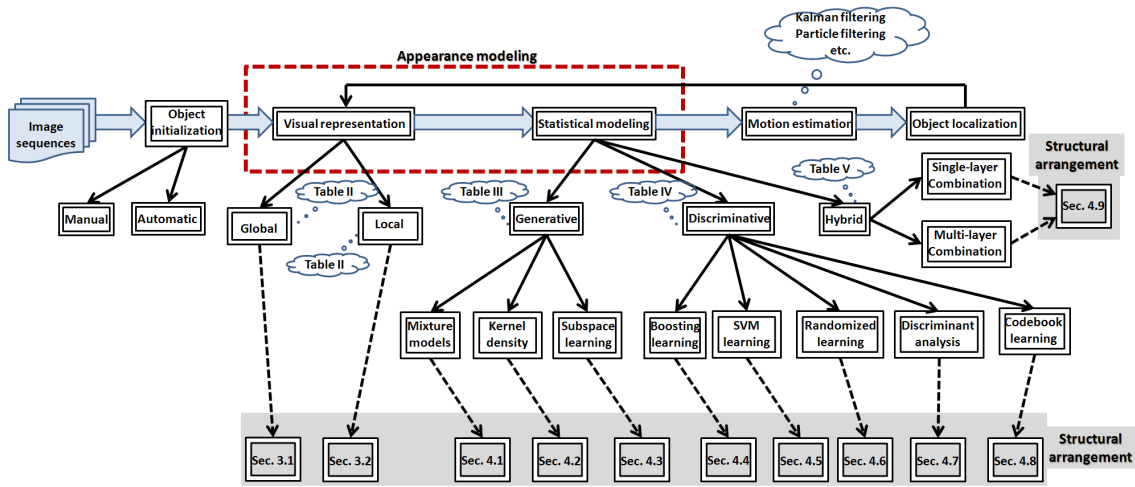 Kalman filtering
Particle filtering
etc.
Appearance modeling
Image
sequences
Object
initialization
Visual representation
Statistical modeling
Motion estimation
Object localization
Structural
arrangement
Manual
Automatic
Table II
Global
Local
Table II
Table III
Generative
Table IV
Discriminative
Table V
Hybrid
Single-layer
Combination
Multi-layer
Combination
Sec. 4.9
Mixture
models
Kernel
density
Subspace
learning
Boosting
learning
SVM
learning
Randomized
learning
Discriminant
analysis
Codebook
learning
Sec. 3.1
Sec. 3.2
Sec. 4.1
Sec. 4.2
Sec. 4.3
Sec. 4.4
Sec. 4.5
Sec. 4.6
Sec. 4.7
Sec. 4.8
Structural
arrangement